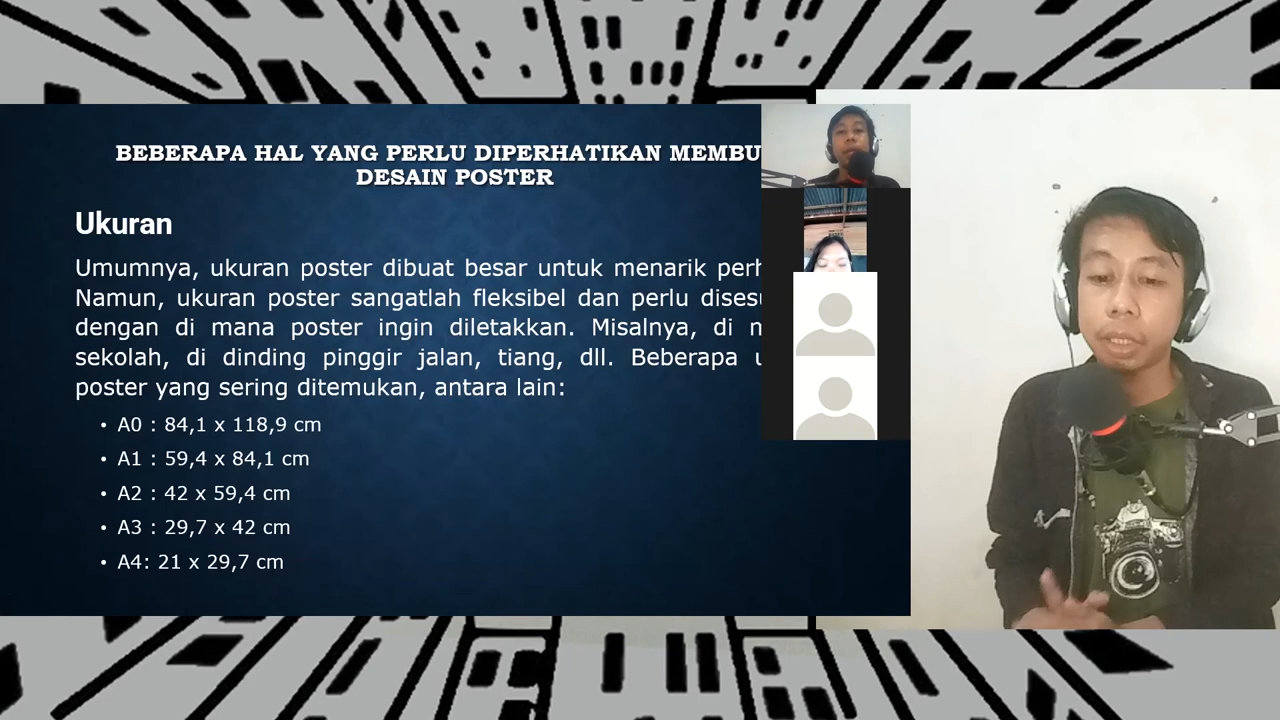 BEBERAPA HAL YANG PERLU DIPERHATIKAN MEMBU
DESAIN POSTER
Ukuran
Umumnya, ukuran poster dibuat besar untuk menarik perh
Namun, ukuran poster sangatlah fleksibel dan perlu disesu
dengan di mana poster ingin diletakkan. Misalnya, di m
sekolah, di dinding pinggir jalan, tiang, dll. Beberapa u
poster yang sering ditemukan, antara lain:
• A0 : 84,1 x 118,9 cm
• A1 : 59,4 x 84,1 cm
• A2 : 42 x 59,4 cm
• A3 : 29,7 x 42 cm
• A4: 21 x 29,7 cm